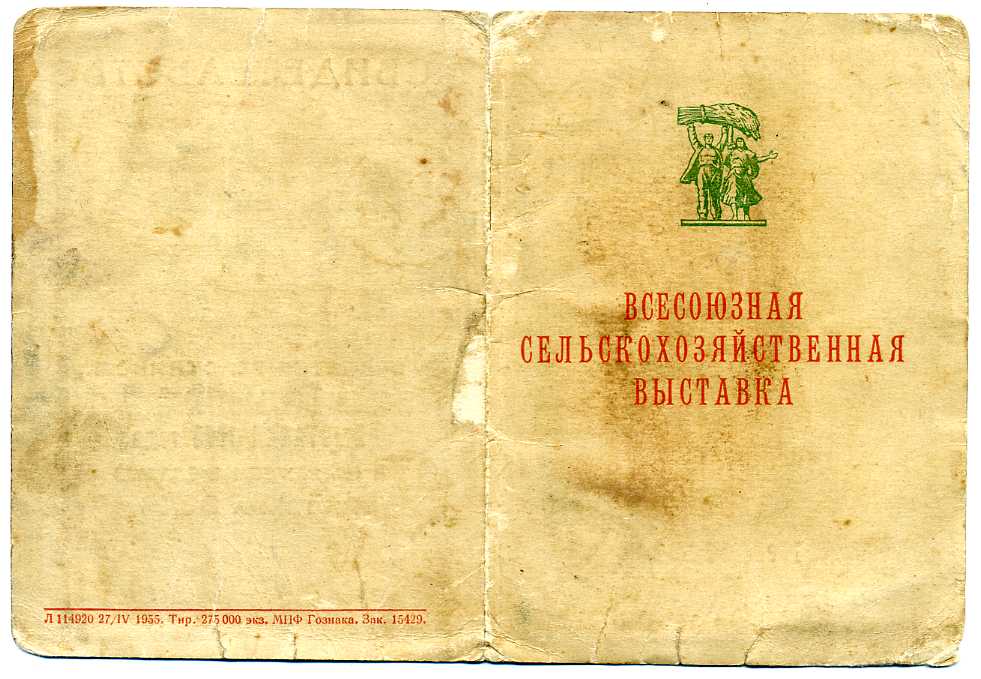 ВСЕСОЮЗНАЯ
СЕЛЬСКОХОЗЯЙСТВЕННАЯ
ВЫСТАВКА
Л 114920 27/IV 1955. Тир. 275 000 экз. МПФ Гознака. Зак. 15429.